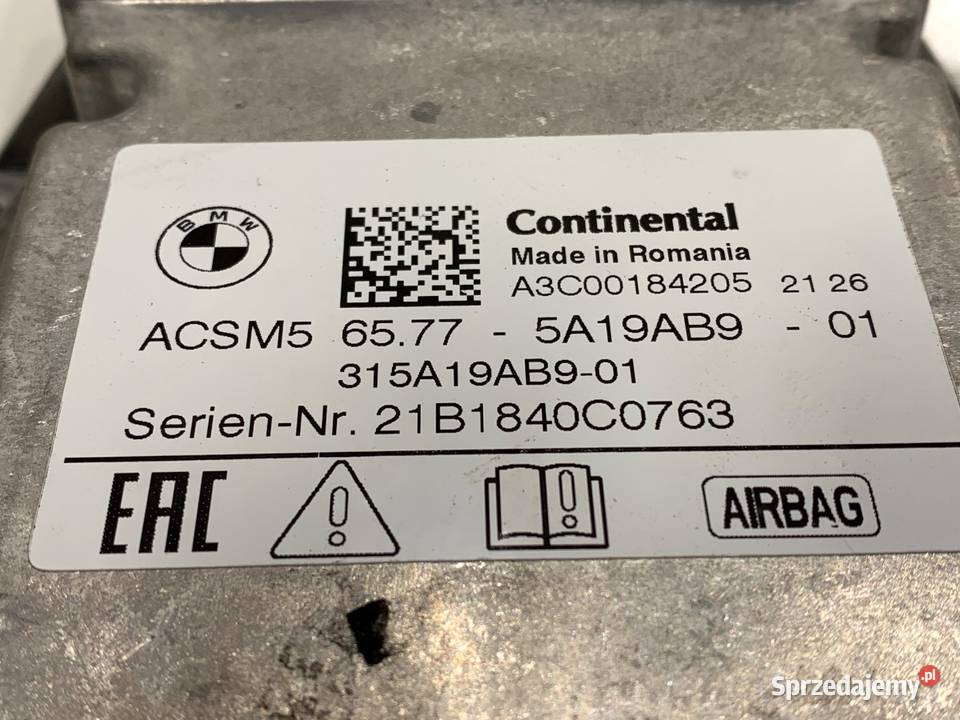 BMW
Continental
Made in Romania
A3C00184205 21 26
ACSM5 65.77 - 5A19AB9 - 01
315A19AB9-01
Serien-Nr. 21B1840C0763
EAC
AIRBAG
Sprzedajemy.pl